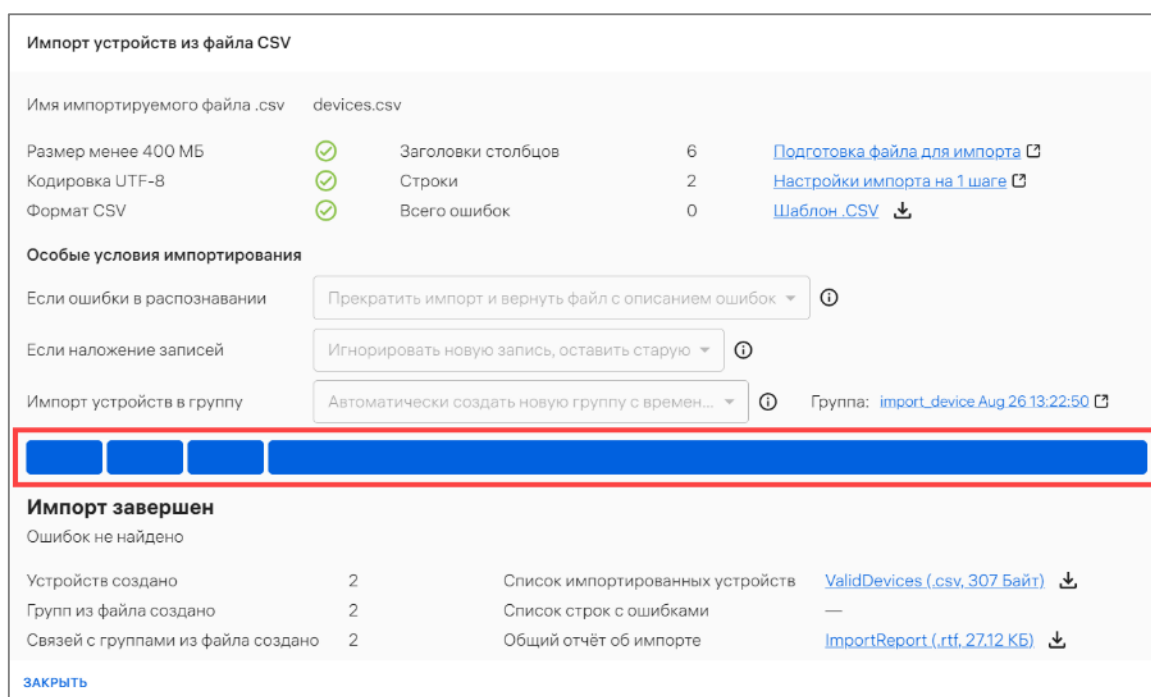 Импорт устройств из файла CSV
Имя импортируемого файла .csv devices.csv
Размер менее 400 МБ Заголовки столбцов 6 Подготовка файла для импорта
Кодировка UTF-8 Строки 2 Настройки импорта на 1 шаге
Формат CSV Всего ошибок 0 Шаблон .CSV
Особые условия импортирования
Если ошибки в распознавании Прекратить импорт и вернуть файл с описанием ошибок
Если наложение записей Игнорировать новую запись, оставить старую
Импорт устройств в группу Автоматически создать новую группу с времен... Группа: import_device Aug 26 13:22:50
Импорт завершен
Ошибок не найдено
Устройств создано 2 Список импортированных устройств ValidDevices (.csv, 307 Байт)
Групп из файла создано 2 Список строк с ошибками —
Связей с группами из файла создано 2 Общий отчёт об импорте ImportReport (.rtf, 27,12 КБ)
ЗАКРЫТЬ